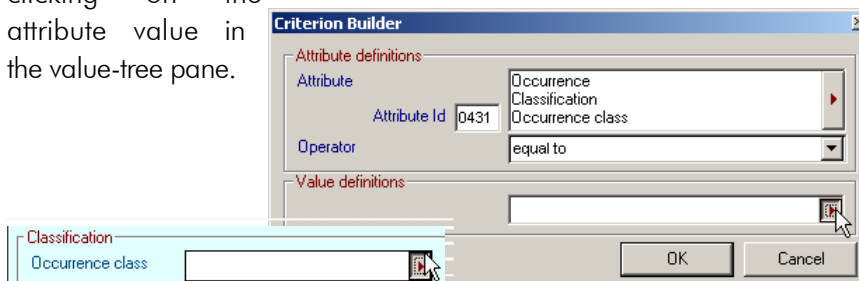 clicking on the
attribute value in
the value-tree pane.
Criterion Builder
Attribute definitions
Attribute
Occurrence
Classification
Attribute Id 0431 Occurrence class
Operator equal to
Value definitions
OK Cancel
Classification
Occurrence class